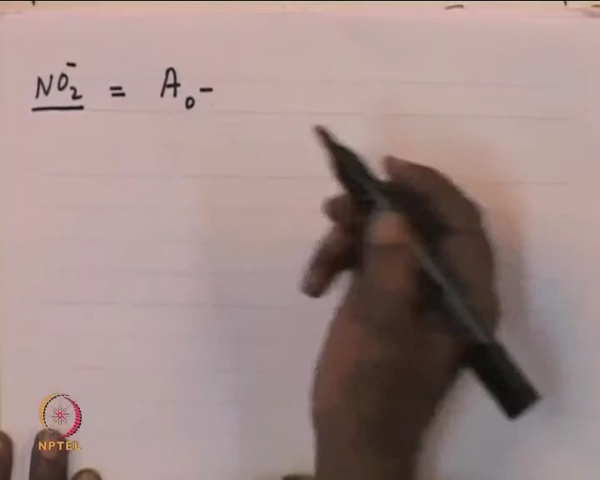 NO₂⁻ = A₀ -
NPTEL